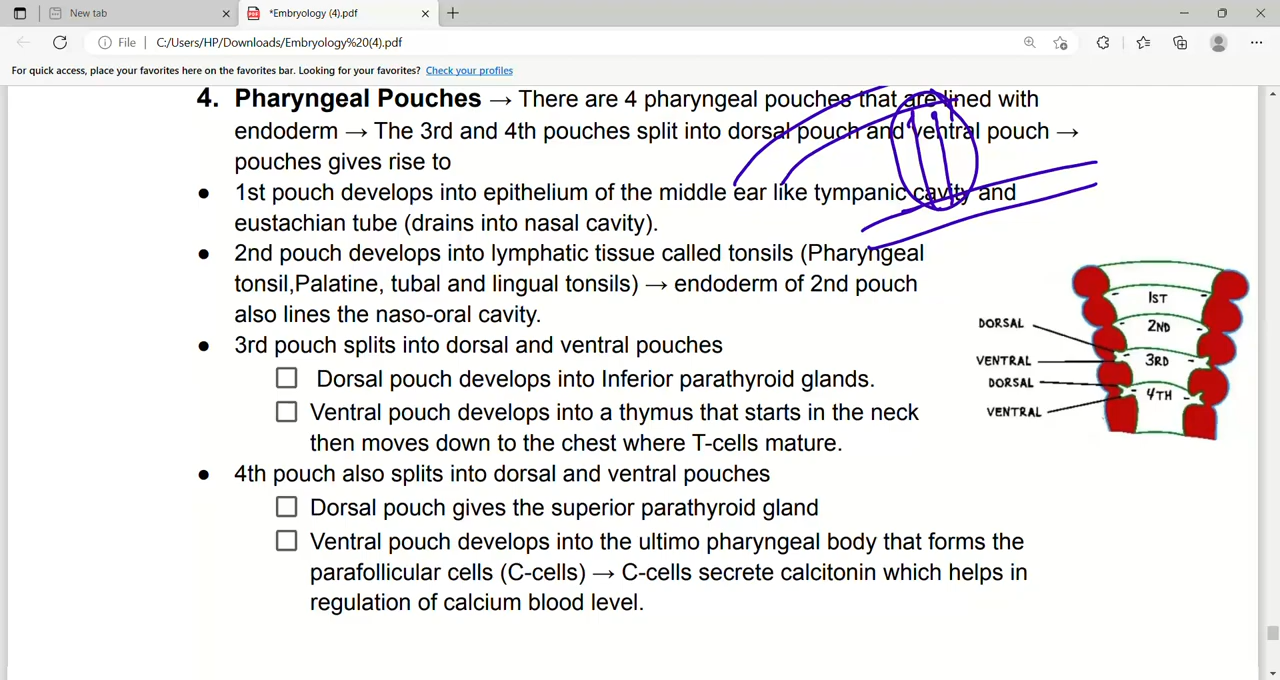 New tab
*Embryology (4).pdf
File
C:/Users/HP/Downloads/Embryology%20(4).pdf
For quick access, place your favorites here on the favorites bar. Looking for your favorites? Check your profiles
4. Pharyngeal Pouches → There are 4 pharyngeal pouches that are lined with
endoderm → The 3rd and 4th pouches split into dorsal pouch and ventral pouch →
pouches gives rise to
● 1st pouch develops into epithelium of the middle ear like tympanic cavity and
eustachian tube (drains into nasal cavity).
● 2nd pouch develops into lymphatic tissue called tonsils (Pharyngeal
tonsil,Palatine, tubal and lingual tonsils) → endoderm of 2nd pouch
also lines the naso-oral cavity.
● 3rd pouch splits into dorsal and ventral pouches
Dorsal pouch develops into Inferior parathyroid glands.
Ventral pouch develops into a thymus that starts in the neck
then moves down to the chest where T-cells mature.
● 4th pouch also splits into dorsal and ventral pouches
Dorsal pouch gives the superior parathyroid gland
Ventral pouch develops into the ultimo pharyngeal body that forms the
parafollicular cells (C-cells) → C-cells secrete calcitonin which helps in
regulation of calcium blood level.
1ST
DORSAL
2ND
VENTRAL
3RD
DORSAL
4TH
VENTRAL